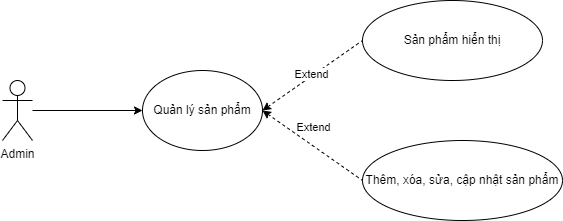 Sản phẩm hiển thị
Extend
Quản lý sản phẩm
Extend
Admin
Thêm, xóa, sửa, cập nhật sản phẩm